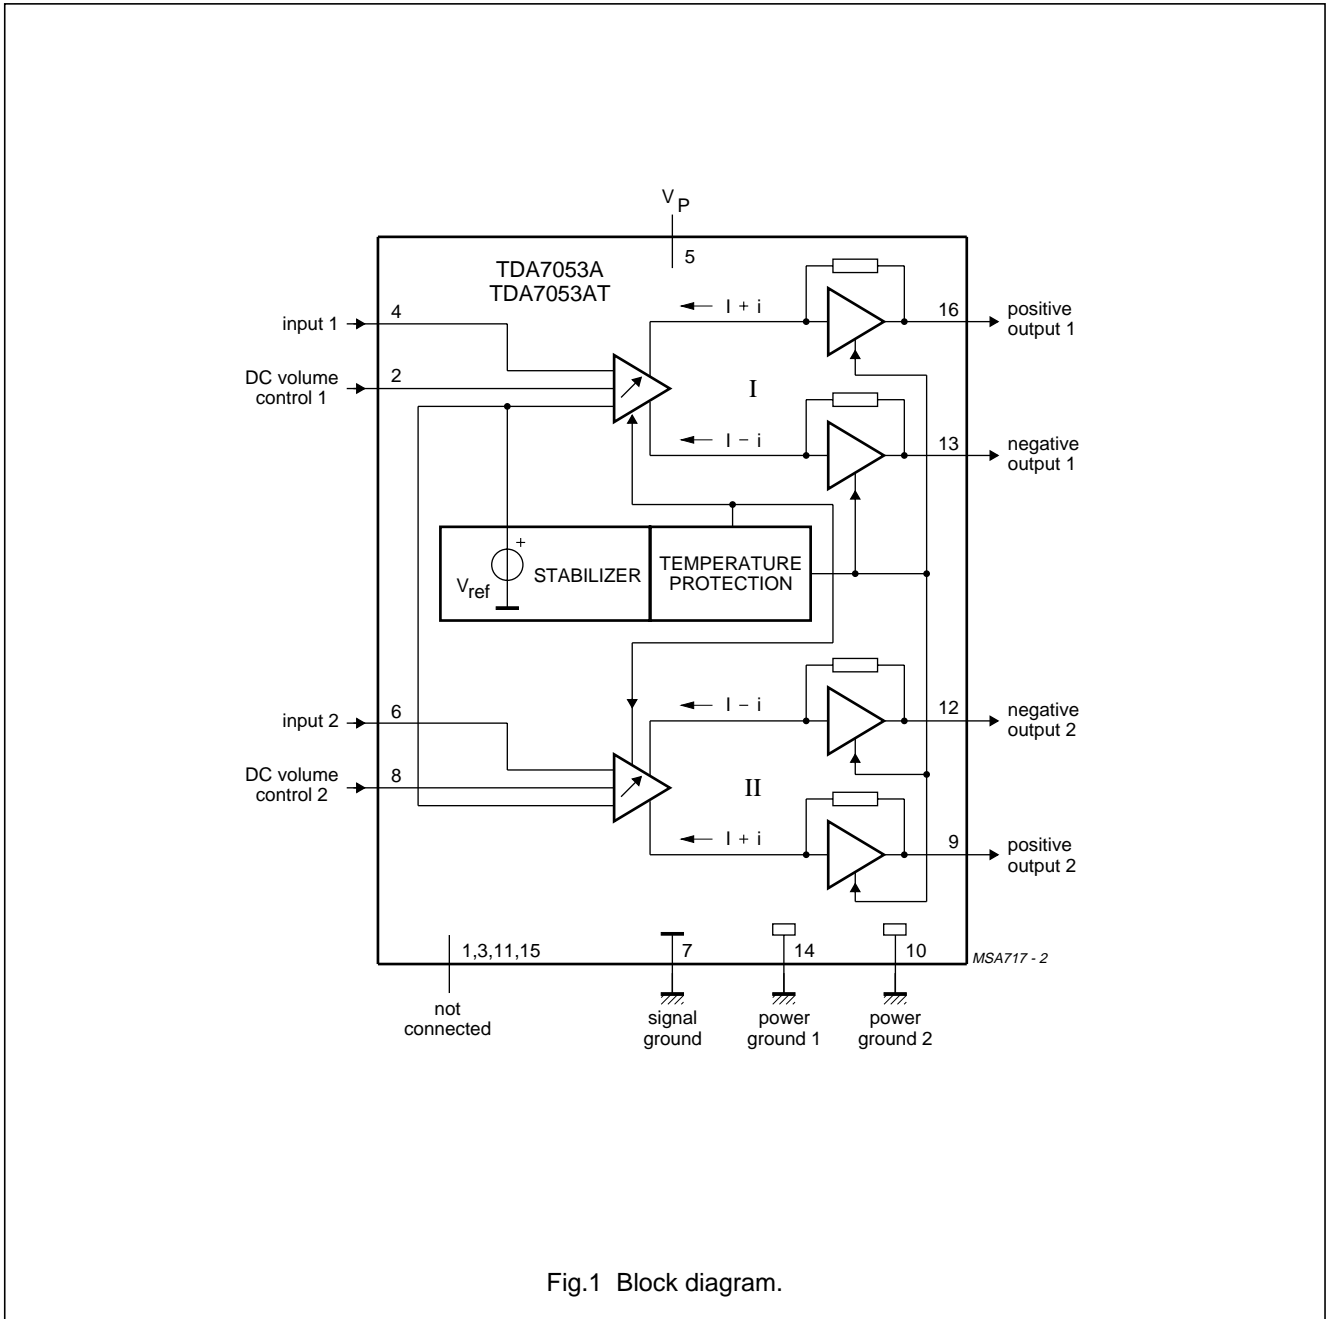 V P
5
TDA7053A
TDA7053AT
input 1
4
I + i
16
positive
output 1
DC volume
control 1
2
I
I − i
13
negative
output 1
+
Vref
STABILIZER
TEMPERATURE
PROTECTION
input 2
6
I − i
12
negative
output 2
DC volume
control 2
8
II
I + i
9
positive
output 2
1,3,11,15
7
14
10
MSA717 - 2
not
connected
signal
ground
power
ground 1
power
ground 2
Fig.1 Block diagram.